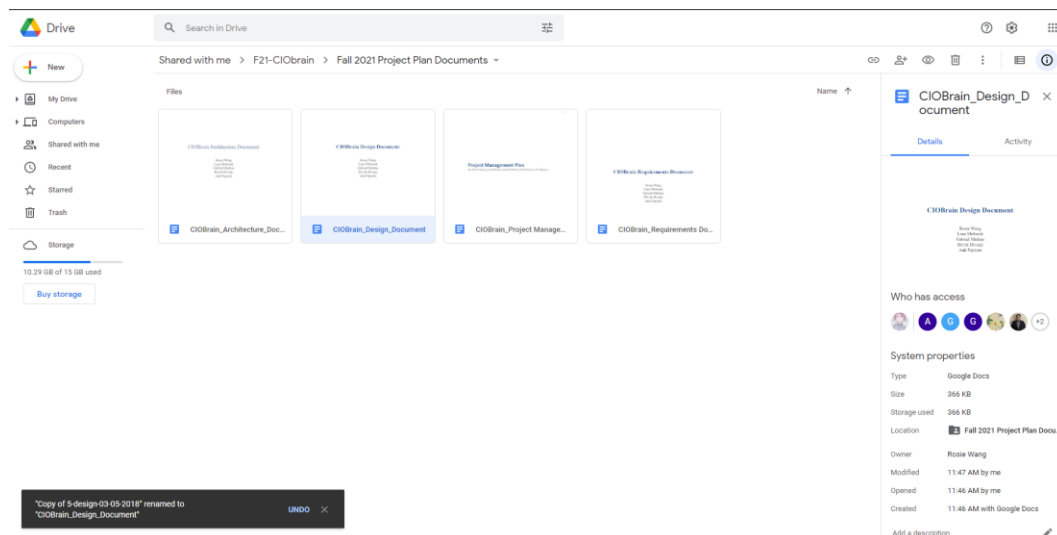 Drive
Search in Drive
New
Shared with me > F21-CIObrain > Fall 2021 Project Plan Documents
My Drive
Computers
Shared with me
Recent
Starred
Trash
Storage
10.29 GB of 15 GB used
Buy storage
Files
Name
CIOBrain Architecture Document
CIOBrain Design Document
Project Management Plan
CIOBrain Requirements Document
CIOBrain_Architecture_Doc...
CIOBrain_Design_Document
CIOBrain_Project Manage...
CIOBrain_Requirements Do...
CIOBrain_Design_D
ocument
Details
Activity
CIOBrain Design Document
Rosie Wang
Who has access
A
G
G
+2
System properties
Type Google Docs
Size 366 KB
Storage used 366 KB
Location Fall 2021 Project Plan Docu
Owner Rosie Wang
Modified 11:47 AM by me
Opened 11:46 AM by me
Created 11:46 AM with Google Docs
Add a description
"Copy of 5-design-03-05-2018" renamed to
"CIOBrain_Design_Document"
UNDO